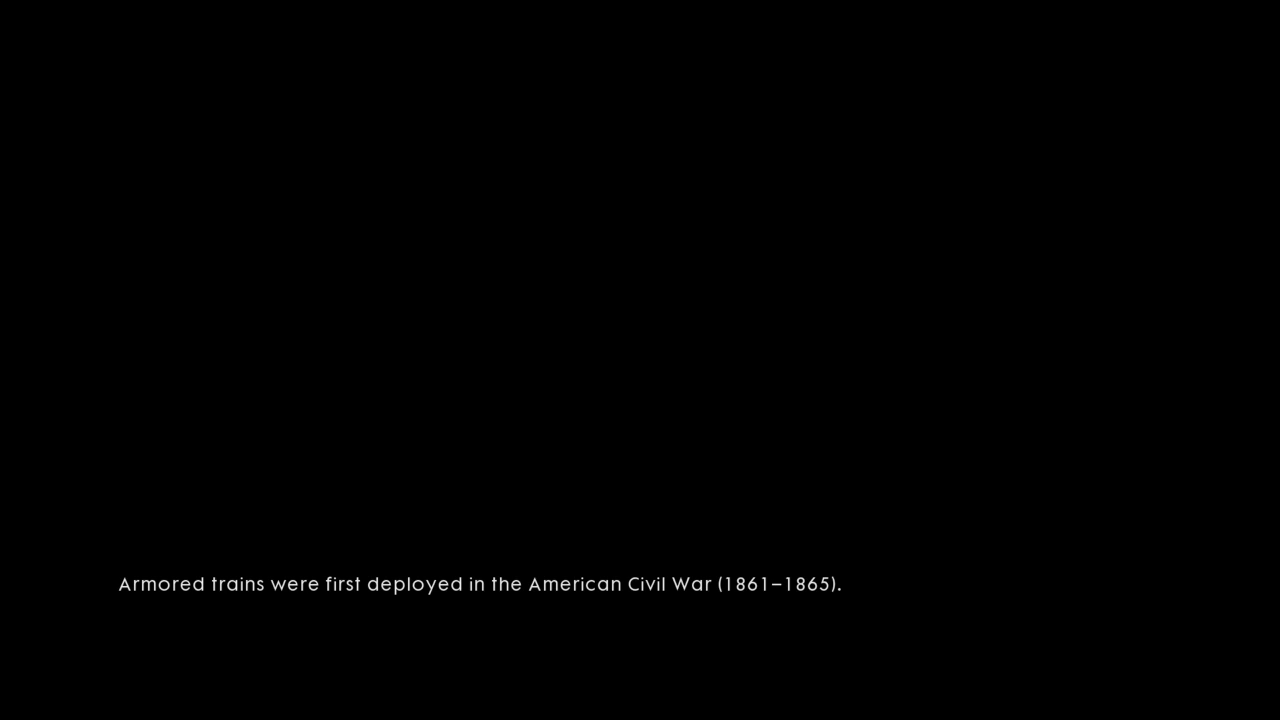 Armored trains were first deployed in the American Civil War (1861–1865).